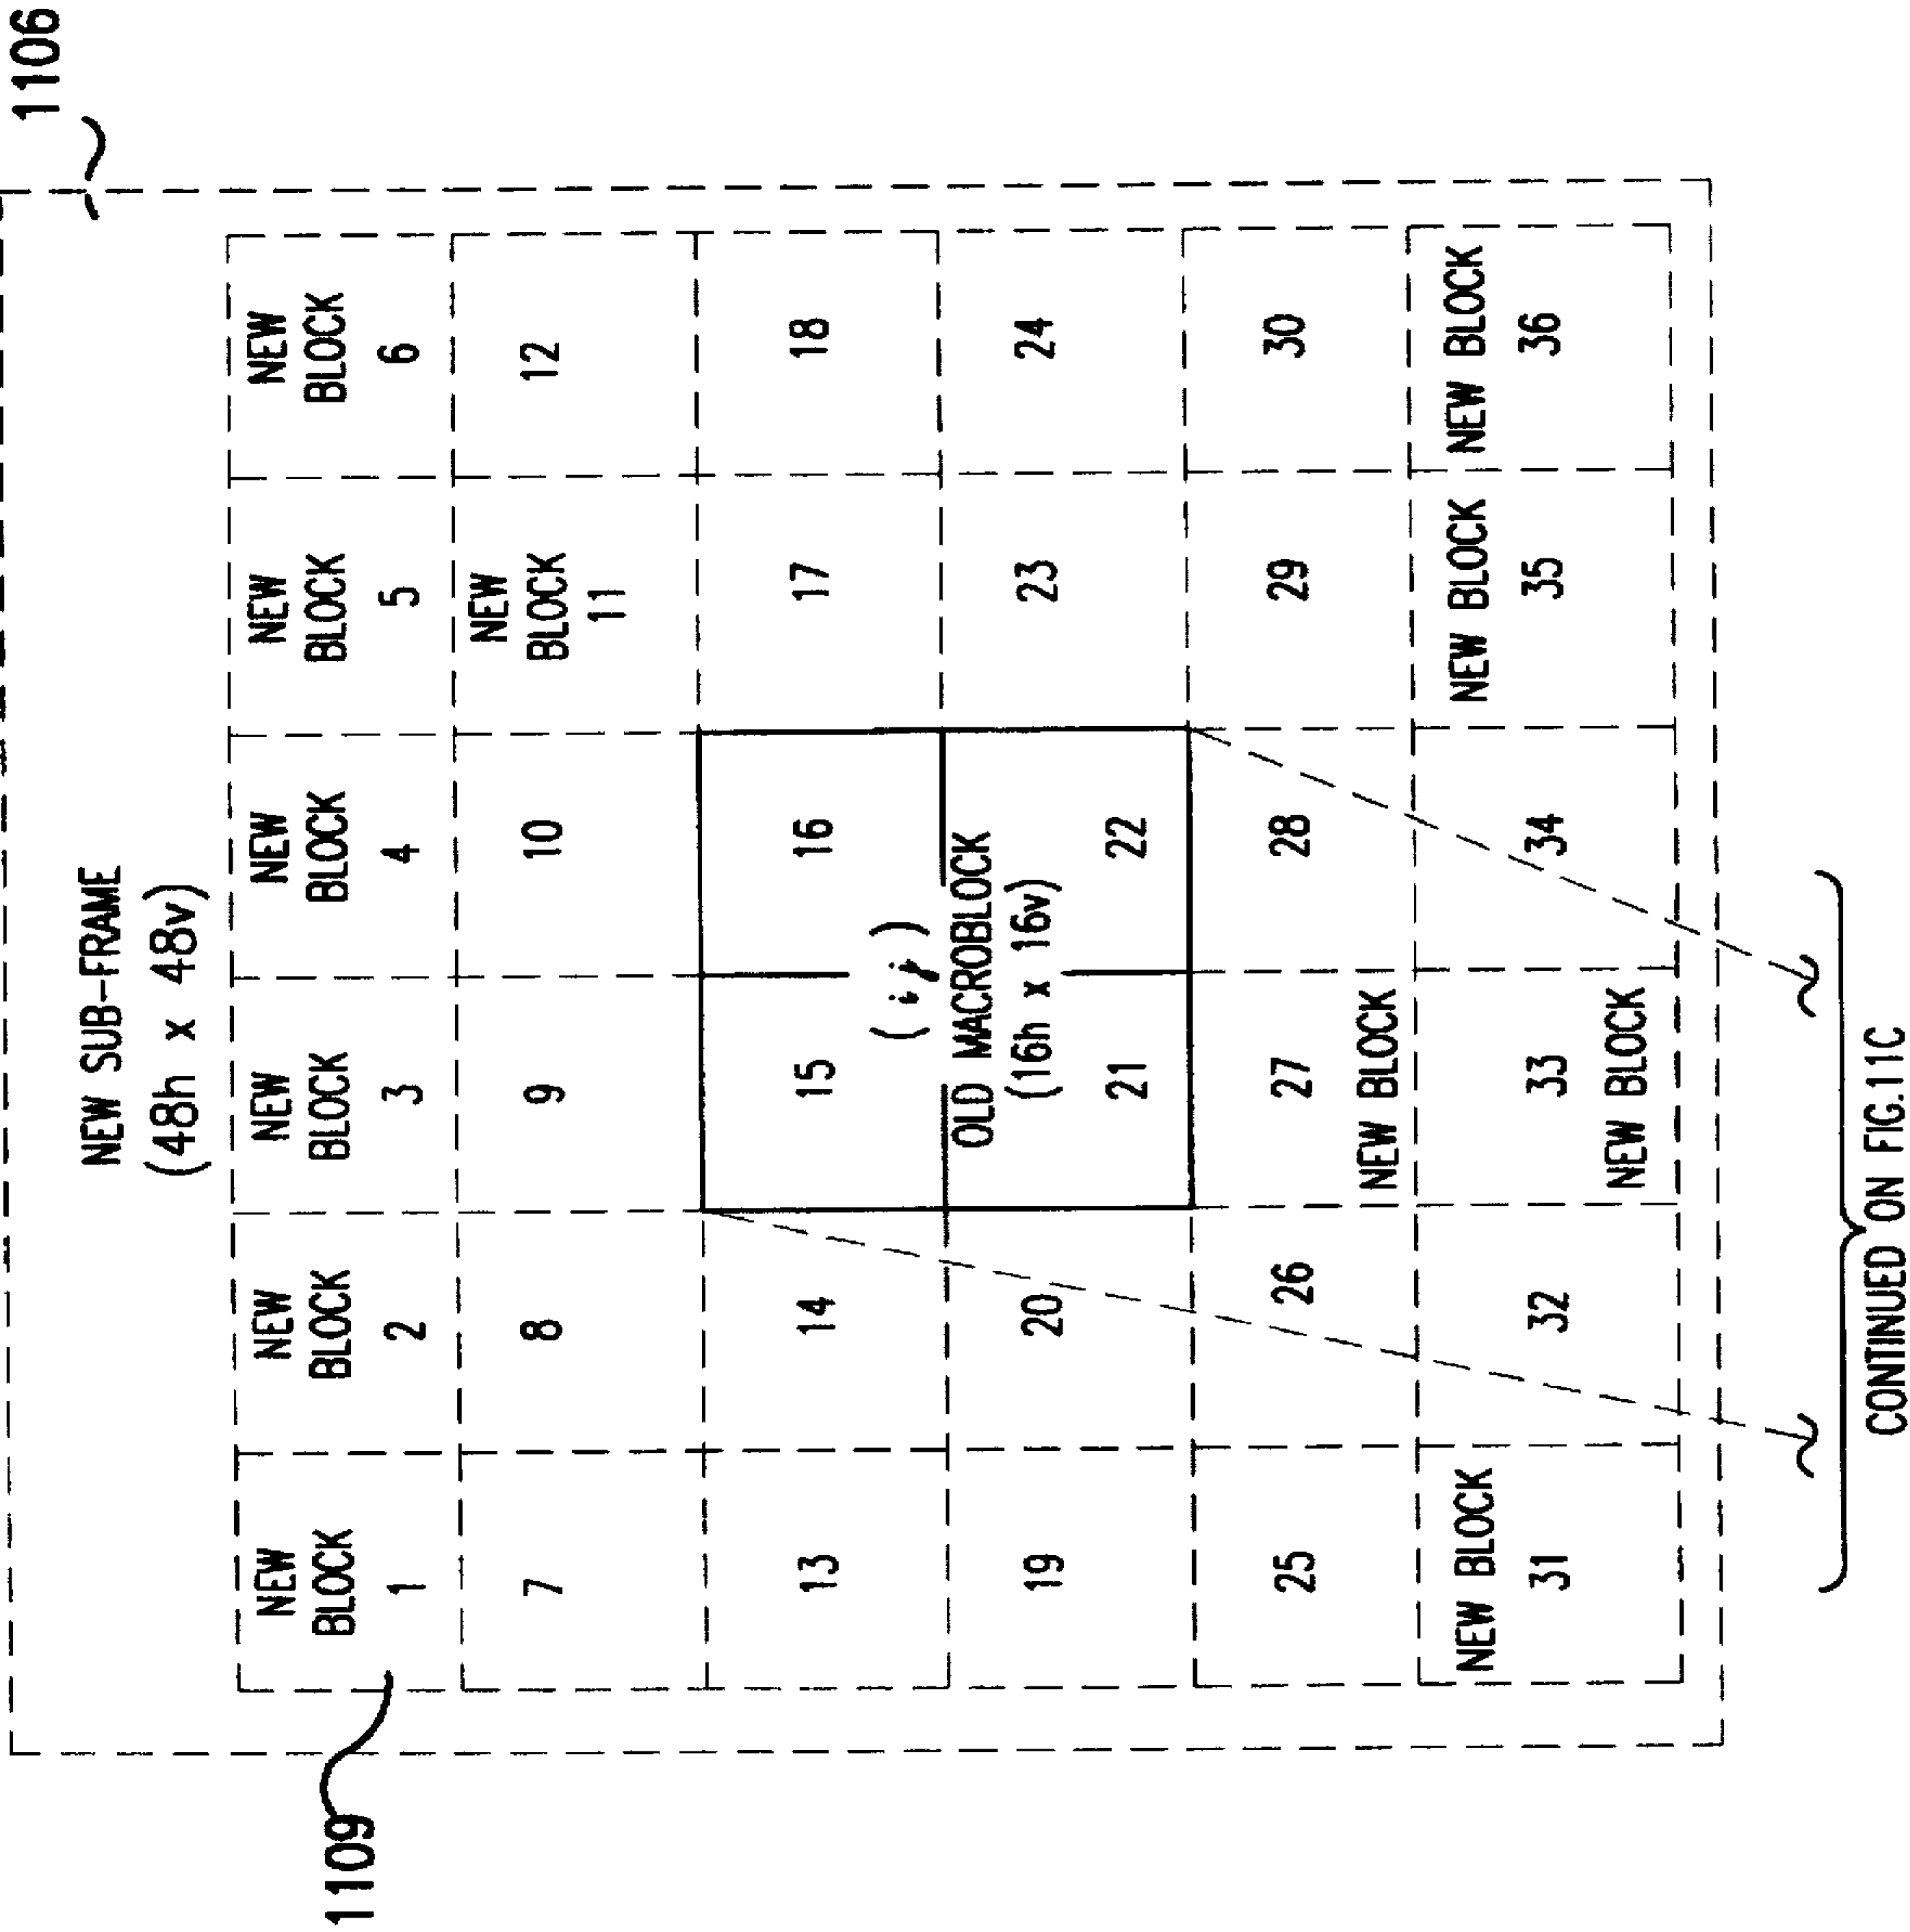 1106
NEW SUB-FRAME
(48h x 48v)
1109
NEW BLOCK 1
NEW BLOCK 2
NEW BLOCK 3
NEW BLOCK 4
NEW BLOCK 5
NEW BLOCK 6
7
8
9
10
NEW BLOCK 11
12
13
14
15
16
17
18
(i,j)
OLD MACROBLOCK
(16h x 16v)
19
20
21
22
23
24
25
26
27
NEW BLOCK
28
29
30
NEW BLOCK
31
32
33
NEW BLOCK
34
NEW BLOCK
35
NEW BLOCK
36
CONTINUED ON FIG.11C